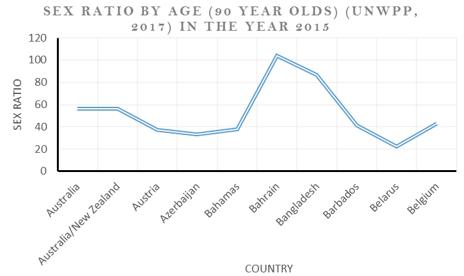 SEX RATIO BY AGE (90 YEAR OLDS) (UNWPP,
2017) IN THE YEAR 2015
120
100
80
60
40
20
0
SEX RATIO
Australia
Australia/New Zealand
Austria
Azerbaijan
Bahamas
Bahrain
Bangladesh
Barbados
Belarus
Belgium
COUNTRY